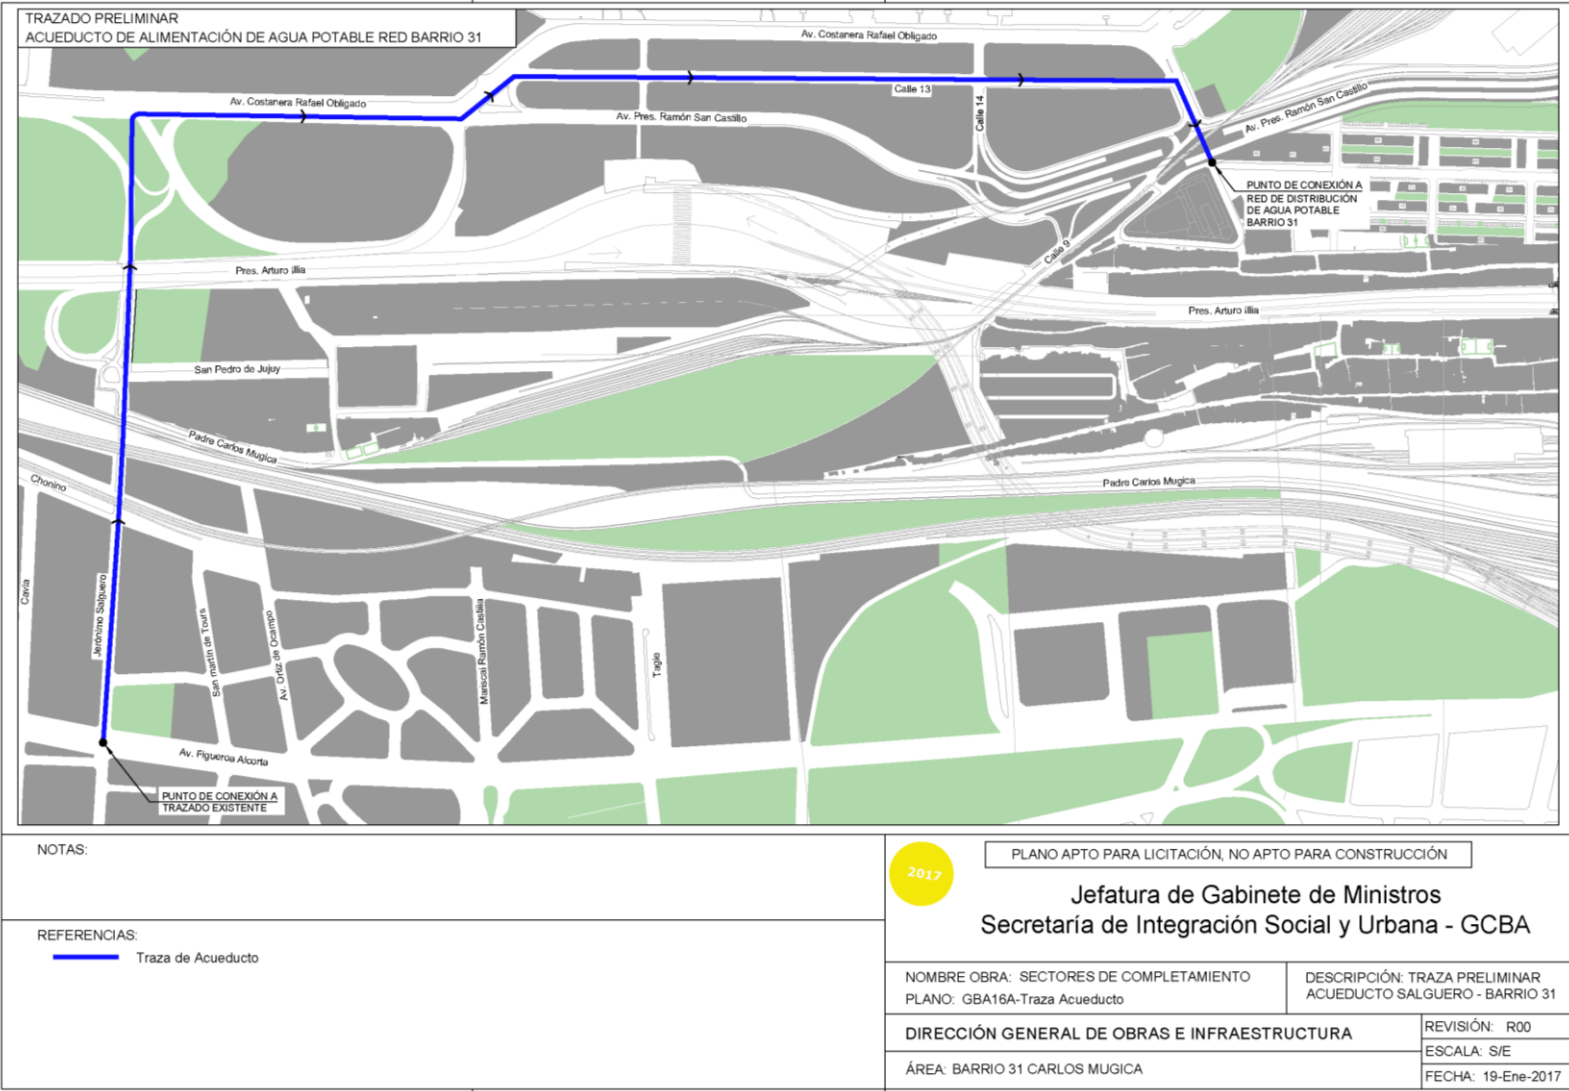 TRAZADO PRELIMINAR
ACUEDUCTO DE ALIMENTACIÓN DE AGUA POTABLE RED BARRIO 31
Av. Costanera Rafael Obligado
Av. Costanera Rafael Obligado
Calle 13
Calle 14
Av. Pres. Ramón San Castillo
Av. Pres. Ramón San Castillo
PUNTO DE CONEXIÓN A
RED DE DISTRIBUCIÓN
DE AGUA POTABLE
BARRIO 31
Calle 9
Pres. Arturo illia
Pres. Arturo illia
San Pedro de Jujuy
Padre Carlos Mugica
Padre Carlos Mugica
Chonino
Cavia
Jerónimo Salguero
San martin de Tours
Av. Ortiz de Ocampo
Mariscal Ramón Castilla
Tagle
Av. Figueroa Alcorta
PUNTO DE CONEXIÓN A
TRAZADO EXISTENTE
NOTAS:
REFERENCIAS:
Traza de Acueducto
2017
PLANO APTO PARA LICITACIÓN, NO APTO PARA CONSTRUCCIÓN
Jefatura de Gabinete de Ministros
Secretaría de Integración Social y Urbana - GCBA
NOMBRE OBRA: SECTORES DE COMPLETAMIENTO
PLANO: GBA16A-Traza Acueducto
DESCRIPCIÓN: TRAZA PRELIMINAR
ACUEDUCTO SALGUERO - BARRIO 31
DIRECCIÓN GENERAL DE OBRAS E INFRAESTRUCTURA
ÁREA: BARRIO 31 CARLOS MUGICA
REVISIÓN: R00
ESCALA: S/E
FECHA: 19-Ene-2017